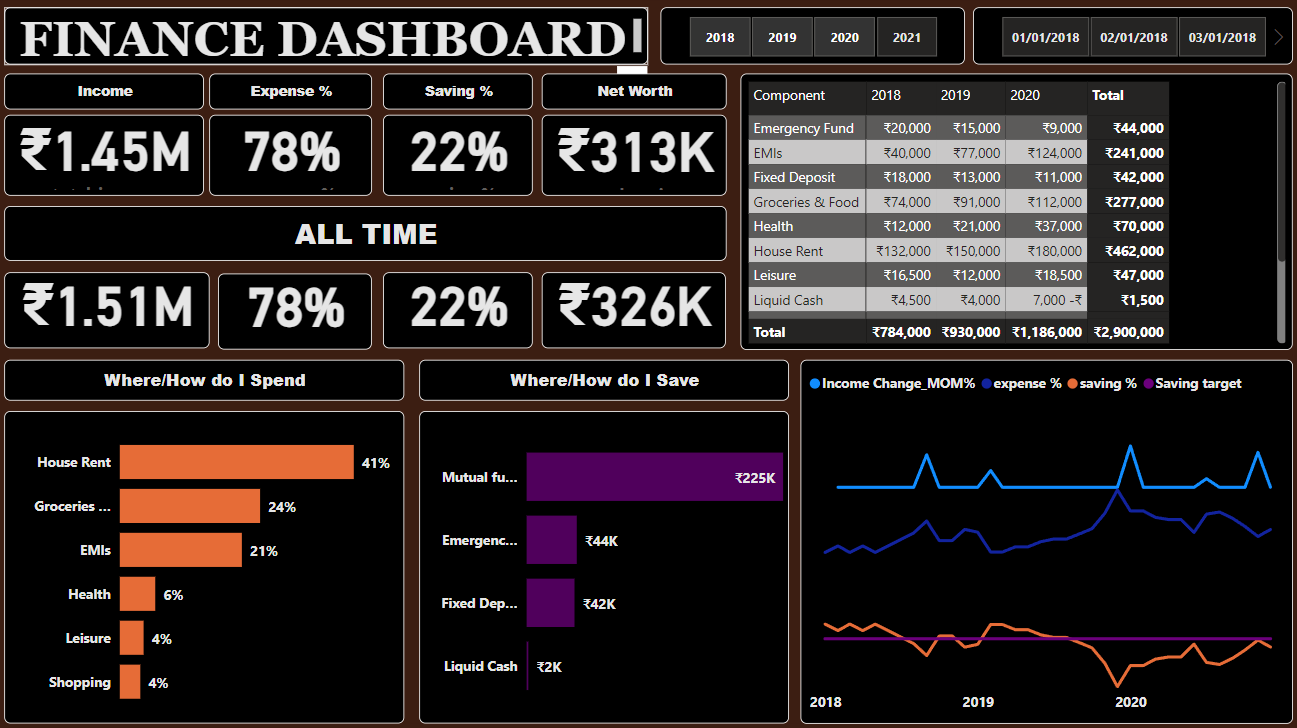 FINANCE DASHBOARD
2018 2019 2020 2021
01/01/2018 02/01/2018 03/01/2018
Income Expense % Saving % Net Worth
₹1.45M 78% 22% ₹313K
ALL TIME
₹1.51M 78% 22% ₹326K
Component 2018 2019 2020 Total
Emergency Fund ₹20,000 ₹15,000 ₹9,000 ₹44,000
EMIs ₹40,000 ₹77,000 ₹124,000 ₹241,000
Fixed Deposit ₹18,000 ₹13,000 ₹11,000 ₹42,000
Groceries & Food ₹74,000 ₹91,000 ₹112,000 ₹277,000
Health ₹12,000 ₹21,000 ₹37,000 ₹70,000
House Rent ₹132,000 ₹150,000 ₹180,000 ₹462,000
Leisure ₹16,500 ₹12,000 ₹18,500 ₹47,000
Liquid Cash ₹4,500 ₹4,000 7,000 -₹ ₹1,500
Total ₹784,000 ₹930,000 ₹1,186,000 ₹2,900,000
Where/How do I Spend
House Rent 41%
Groceries ... 24%
EMIs 21%
Health 6%
Leisure 4%
Shopping 4%
Where/How do I Save
Mutual fu... ₹225K
Emergenc... ₹44K
Fixed Dep... ₹42K
Liquid Cash ₹2K
Income Change_MOM% expense % saving % Saving target
2018 2019 2020